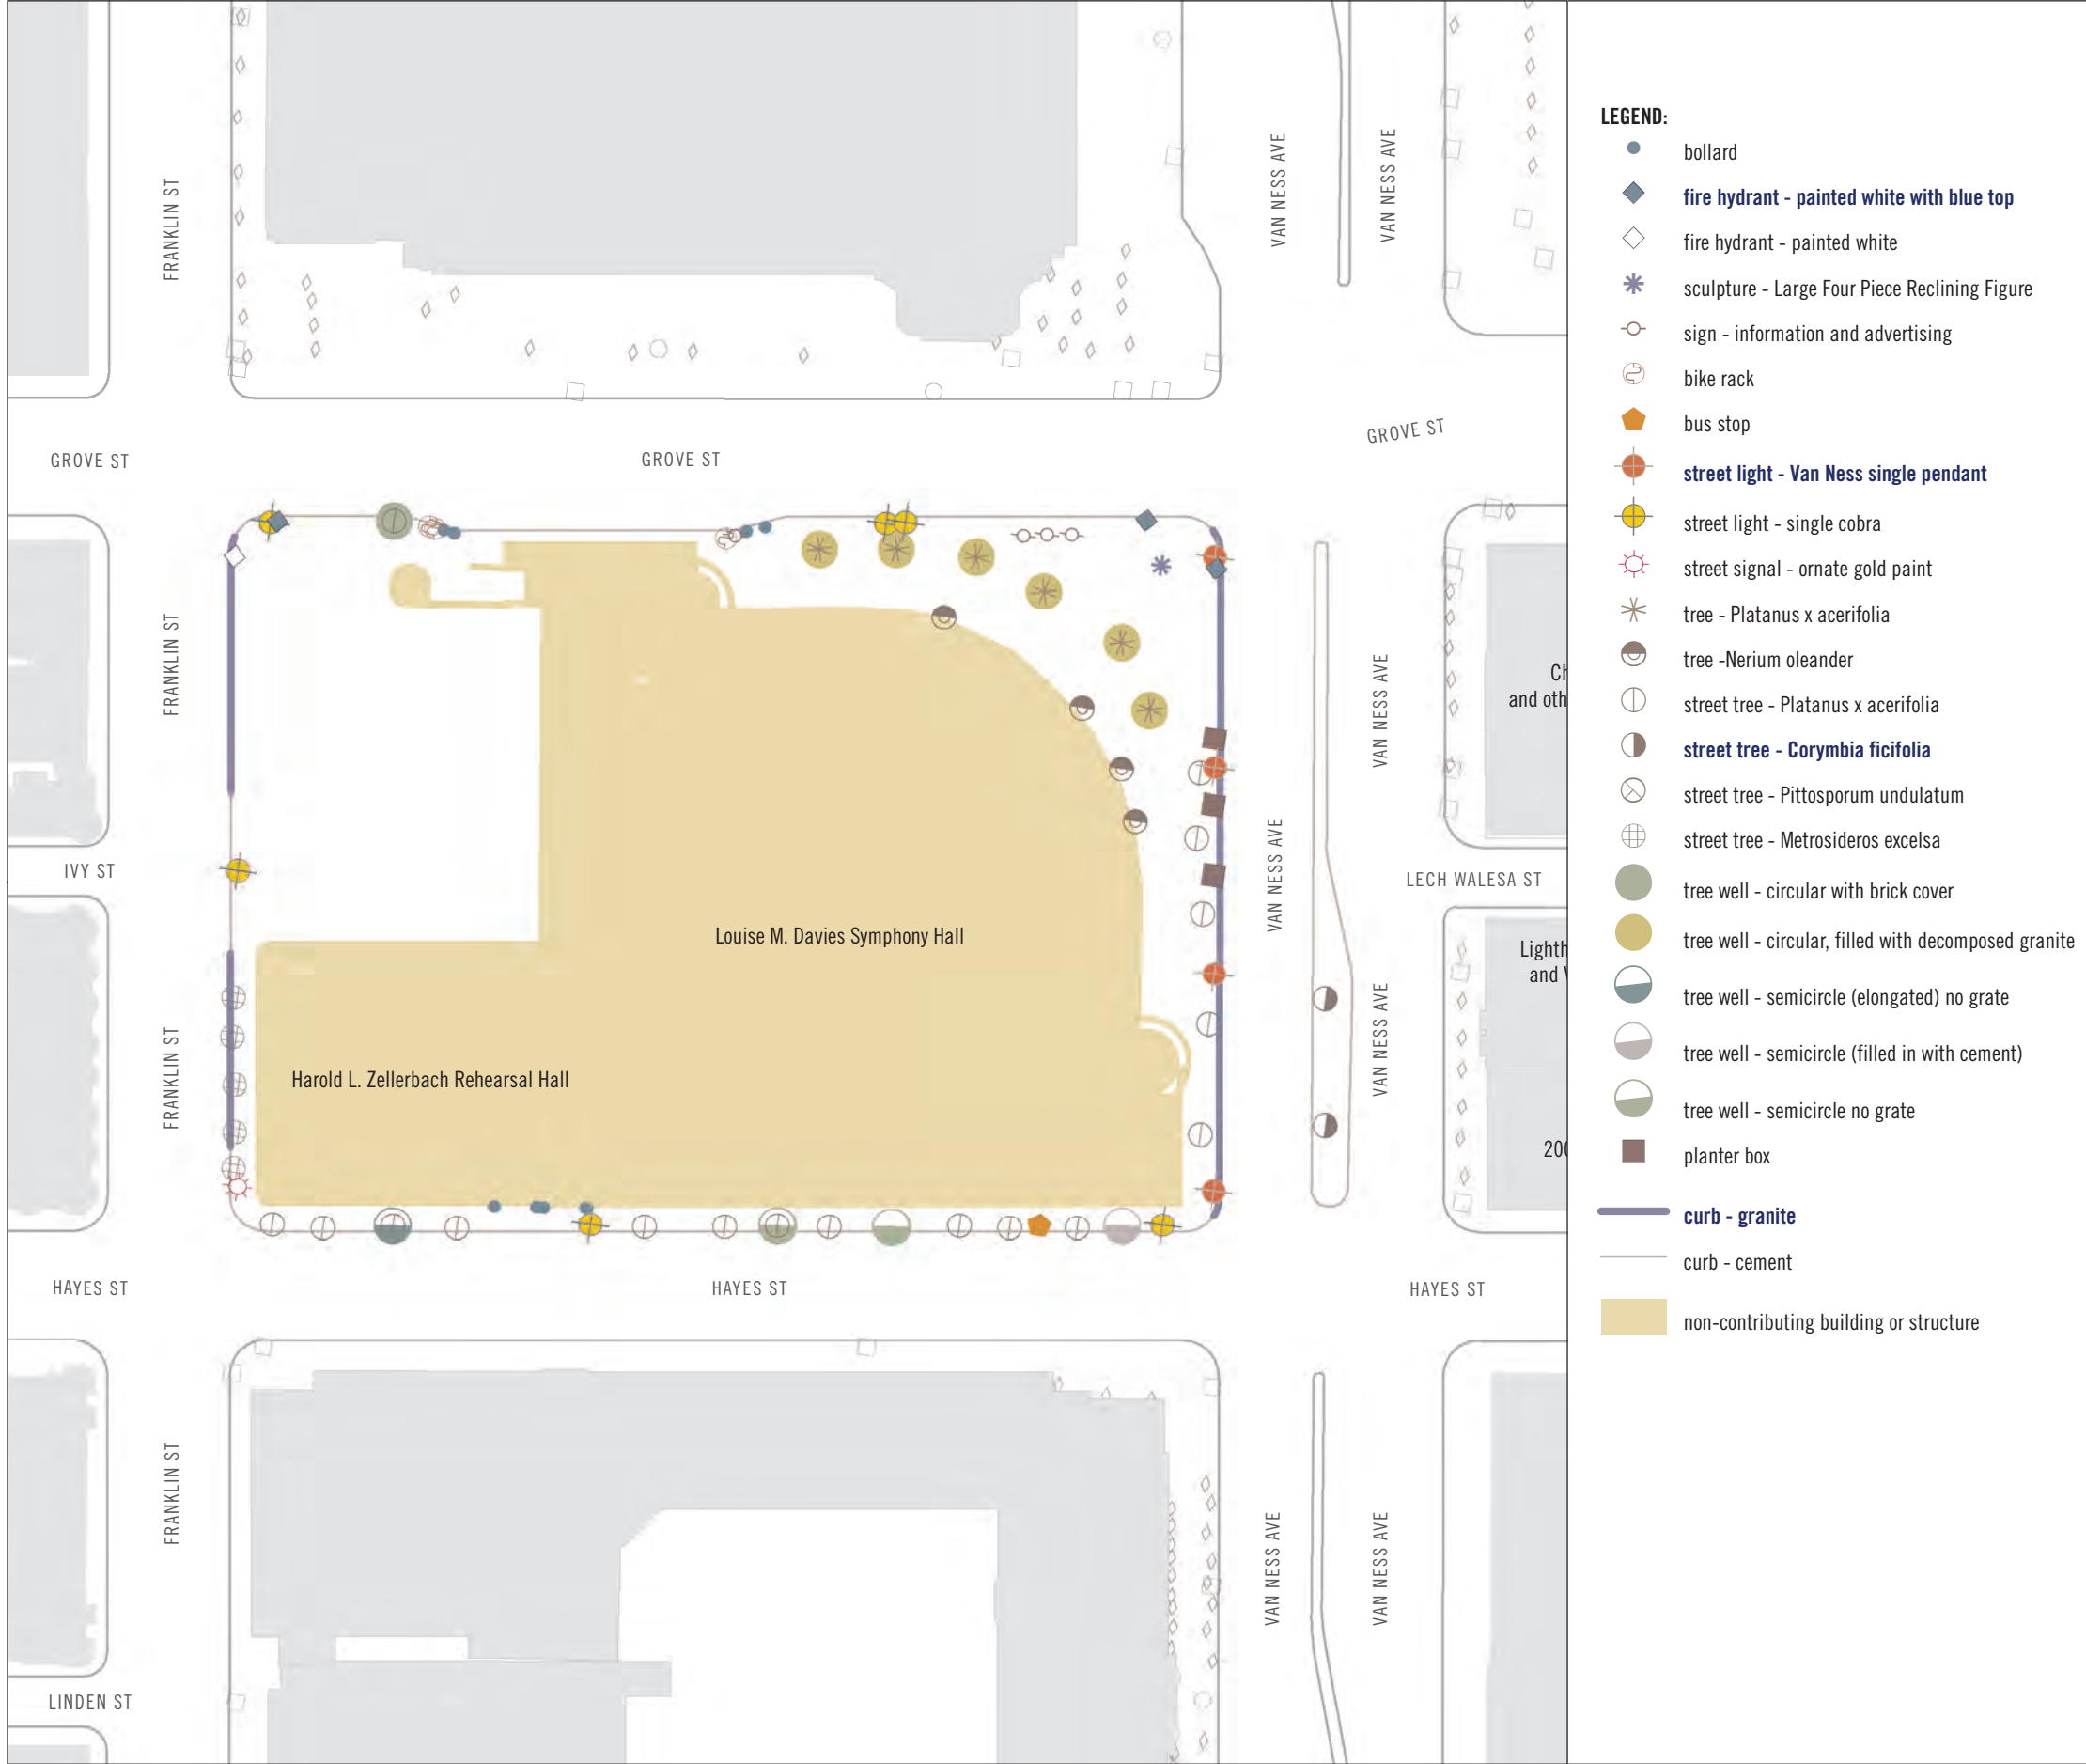 FRANKLIN ST
VAN NESS AVE
VAN NESS AVE
GROVE ST
GROVE ST
GROVE ST
FRANKLIN ST
VAN NESS AVE
Ch
and oth
IVY ST
VAN NESS AVE
LECH WALESA ST
Louise M. Davies Symphony Hall
Lighth
and
Harold L. Zellerbach Rehearsal Hall
FRANKLIN ST
VAN NESS AVE
200
HAYES ST
HAYES ST
HAYES ST
FRANKLIN ST
VAN NESS AVE
VAN NESS AVE
LINDEN ST
LEGEND:
bollard
fire hydrant - painted white with blue top
fire hydrant - painted white
sculpture - Large Four Piece Reclining Figure
sign - information and advertising
bike rack
bus stop
street light - Van Ness single pendant
street light - single cobra
street signal - ornate gold paint
tree - Platanus x acerifolia
tree -Nerium oleander
street tree - Platanus x acerifolia
street tree - Corymbia ficifolia
street tree - Pittosporum undulatum
street tree - Metrosideros excelsa
tree well - circular with brick cover
tree well - circular, filled with decomposed granite
tree well - semicircle (elongated) no grate
tree well - semicircle (filled in with cement)
tree well - semicircle no grate
planter box
curb - granite
curb - cement
non-contributing building or structure